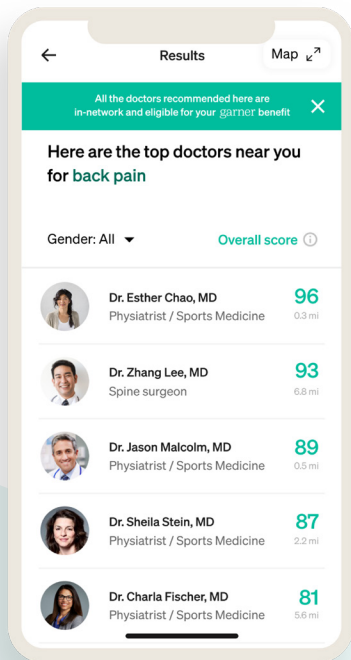 Results
Map
All the doctors recommended here are
in-network and eligible for your garner benefit
Here are the top doctors near you
for back pain
Gender: All
Overall score
Dr. Esther Chao, MD
96
Physiatrist / Sports Medicine
0.3 mi
Dr. Zhang Lee, MD
93
Spine surgeon
6.8 mi
Dr. Jason Malcolm, MD
89
Physiatrist / Sports Medicine
0.5 mi
Dr. Sheila Stein, MD
87
Physiatrist / Sports Medicine
2.2 mi
Dr. Charla Fischer, MD
81
Physiatrist / Sports Medicine
5.6 mi